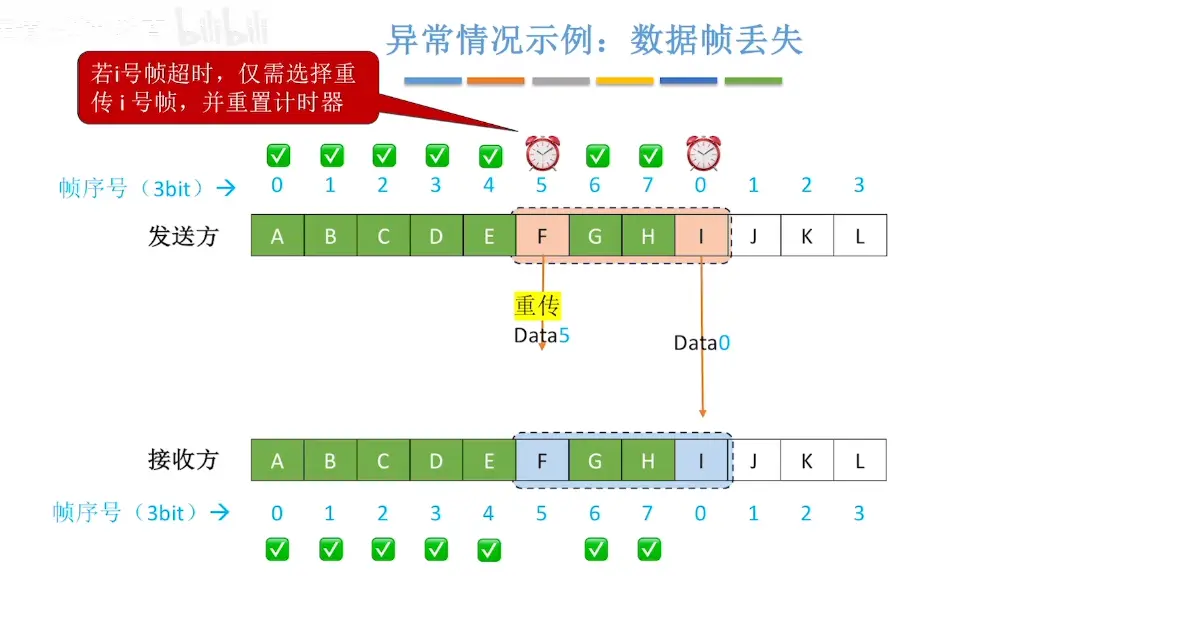 bilibili
异常情况示例：数据帧丢失
若i号帧超时，仅需选择重
传 i 号帧，并重置计时器
帧序号（3bit）→ 0 1 2 3 4 5 6 7 0 1 2 3
发送方 A B C D E F G H I J K L
重传
Data5
Data0
接收方 A B C D E F G H I J K L
帧序号（3bit）→ 0 1 2 3 4 5 6 7 0 1 2 3